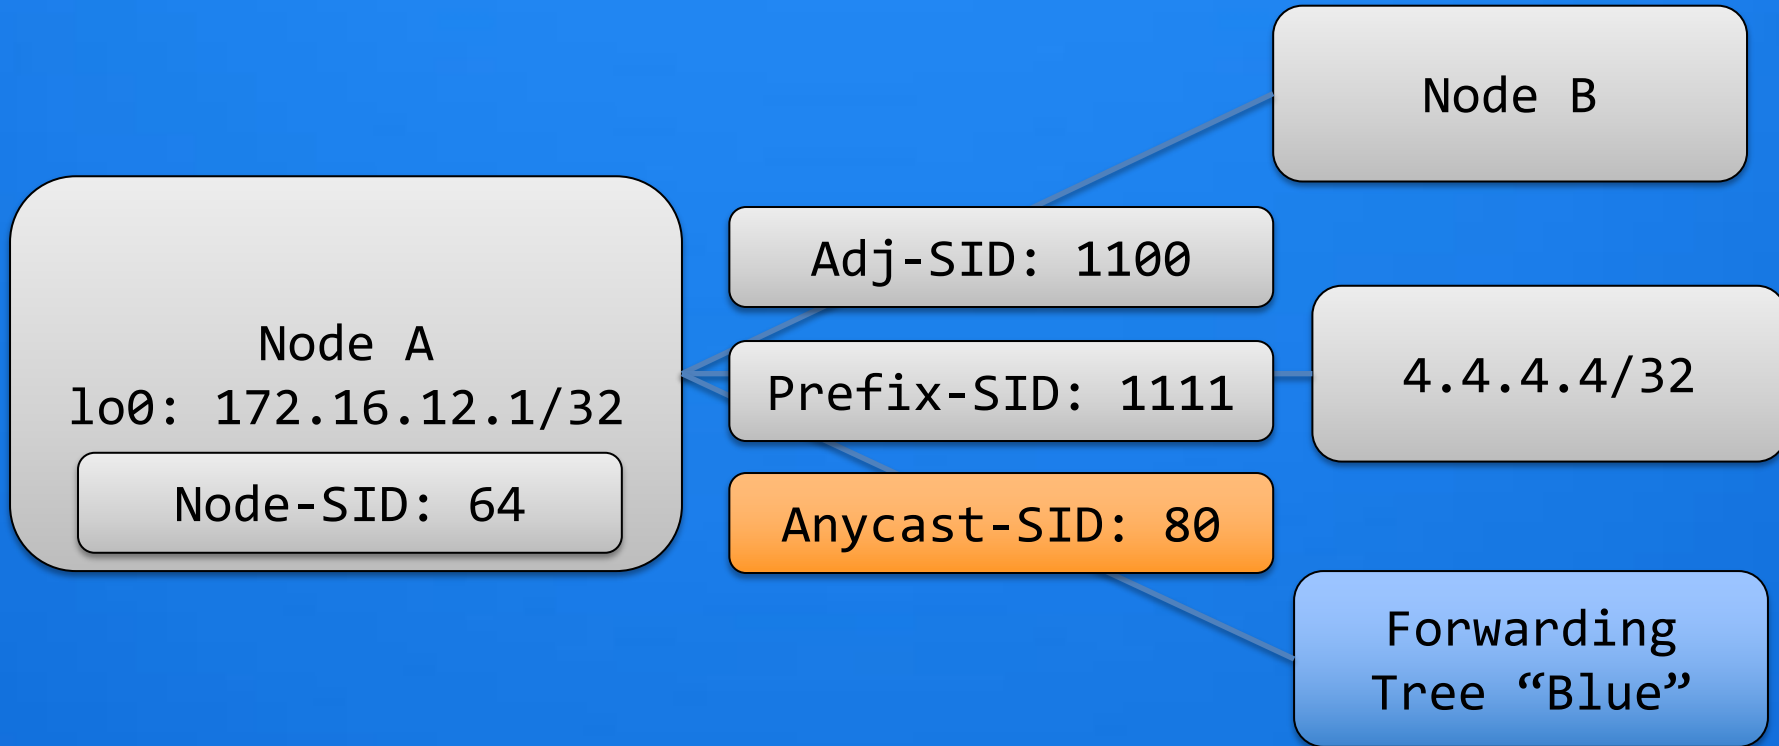 Node A
lo0: 172.16.12.1/32
Node-SID: 64
Adj-SID: 1100
Prefix-SID: 1111
Anycast-SID: 80
Node B
4.4.4.4/32
Forwarding
Tree “Blue”